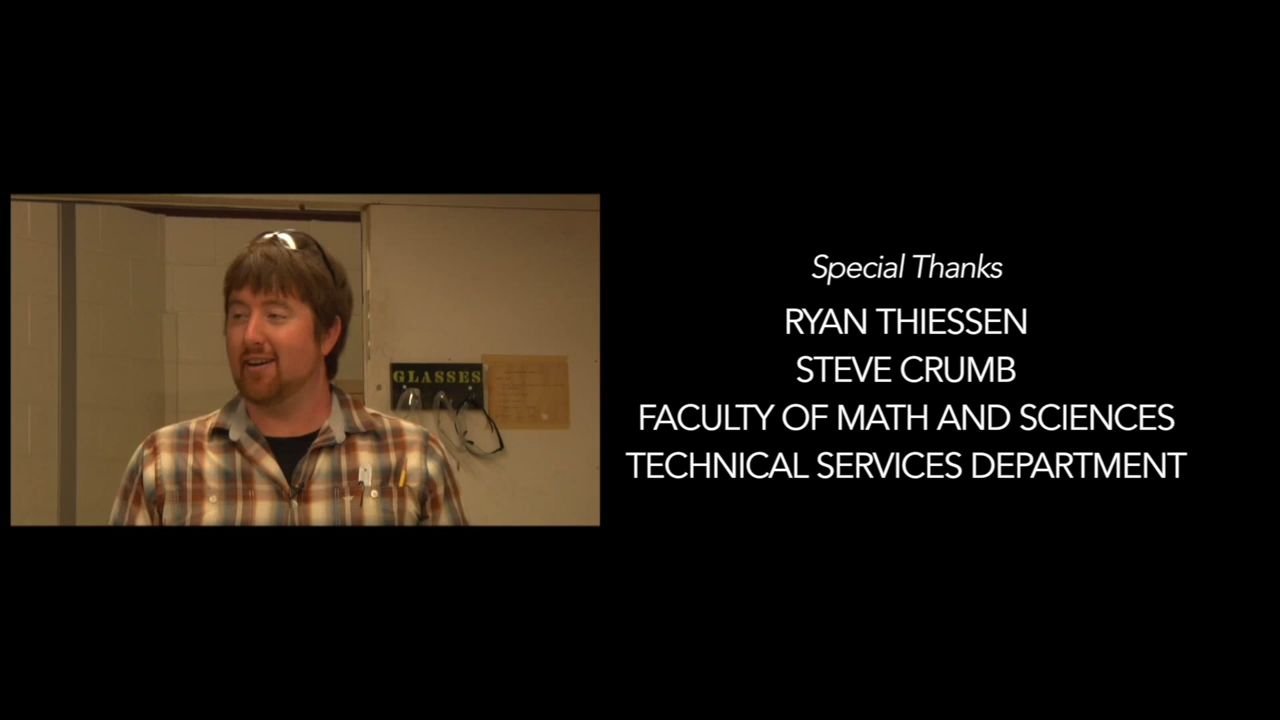 GLASSES
Special Thanks
RYAN THIESSEN
STEVE CRUMB
FACULTY OF MATH AND SCIENCES
TECHNICAL SERVICES DEPARTMENT